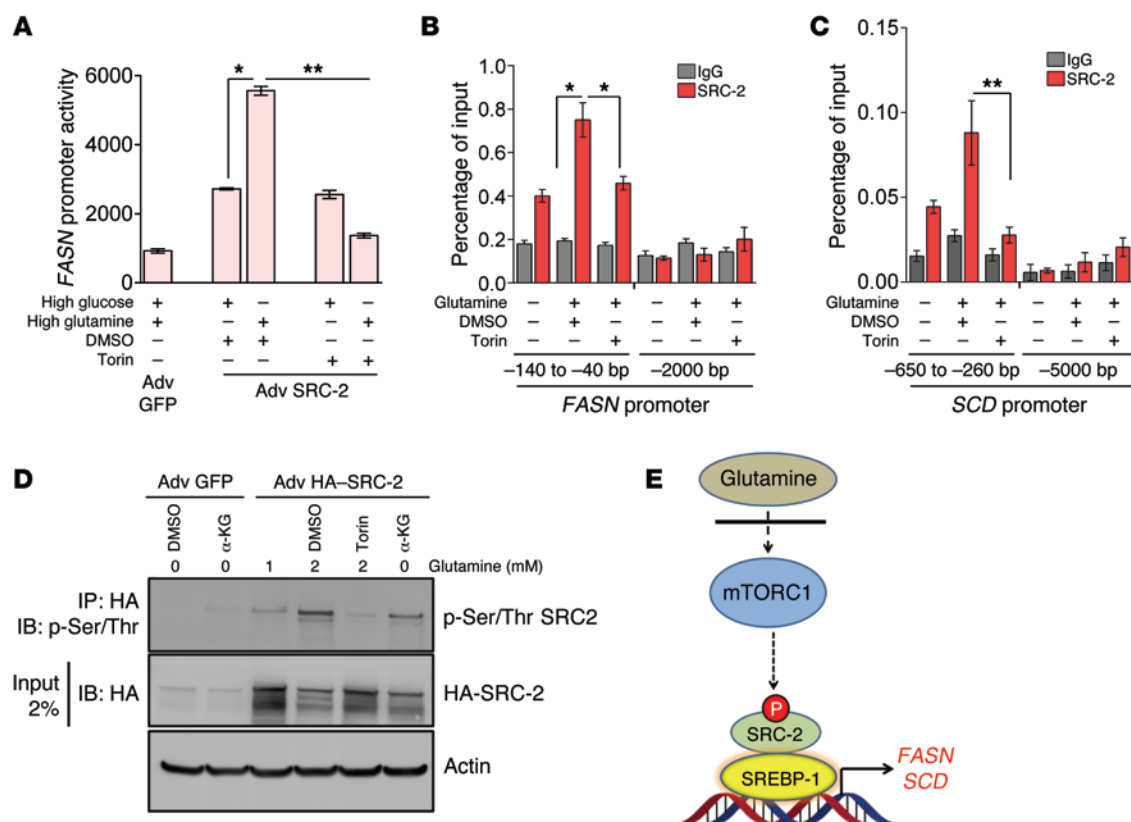 A
FASN promoter activity
6000
4000
2000
0
* **
High glucose + + − + −
High glutamine + − + − +
DMSO − + + − −
Torin − − − + +
Adv GFP
Adv SRC-2
B
Percentage of input
1.0
0.8
0.6
0.4
0.2
0.0
* *
IgG
SRC-2
Glutamine − + + − + +
DMSO − + − − + −
Torin − − + − − +
−140 to −40 bp −2000 bp
FASN promoter
C
Percentage of input
0.15
0.10
0.05
0.00
**
IgG
SRC-2
Glutamine − + + − + +
DMSO − + − − + −
Torin − − + − − +
−650 to −260 bp −5000 bp
SCD promoter
D
Adv GFP Adv HA–SRC-2
DMSO α-KG DMSO Torin α-KG
0 0 1 2 2 0 Glutamine (mM)
IP: HA
IB: p-Ser/Thr
p-Ser/Thr SRC2
Input
2%
IB: HA
HA-SRC-2
Actin
E
Glutamine
mTORC1
P
SRC-2
SREBP-1
FASN
SCD